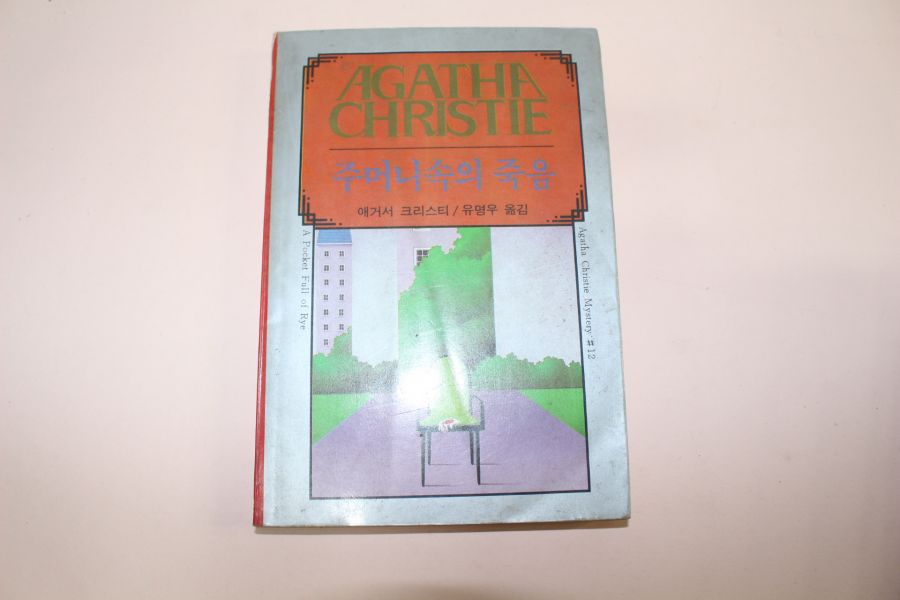 AGATHA
CHRISTIE
주머니속의 죽음
애거서 크리스티 / 유명우 옮김
A Pocket Full of Rye
Agatha Christie Mystery #12